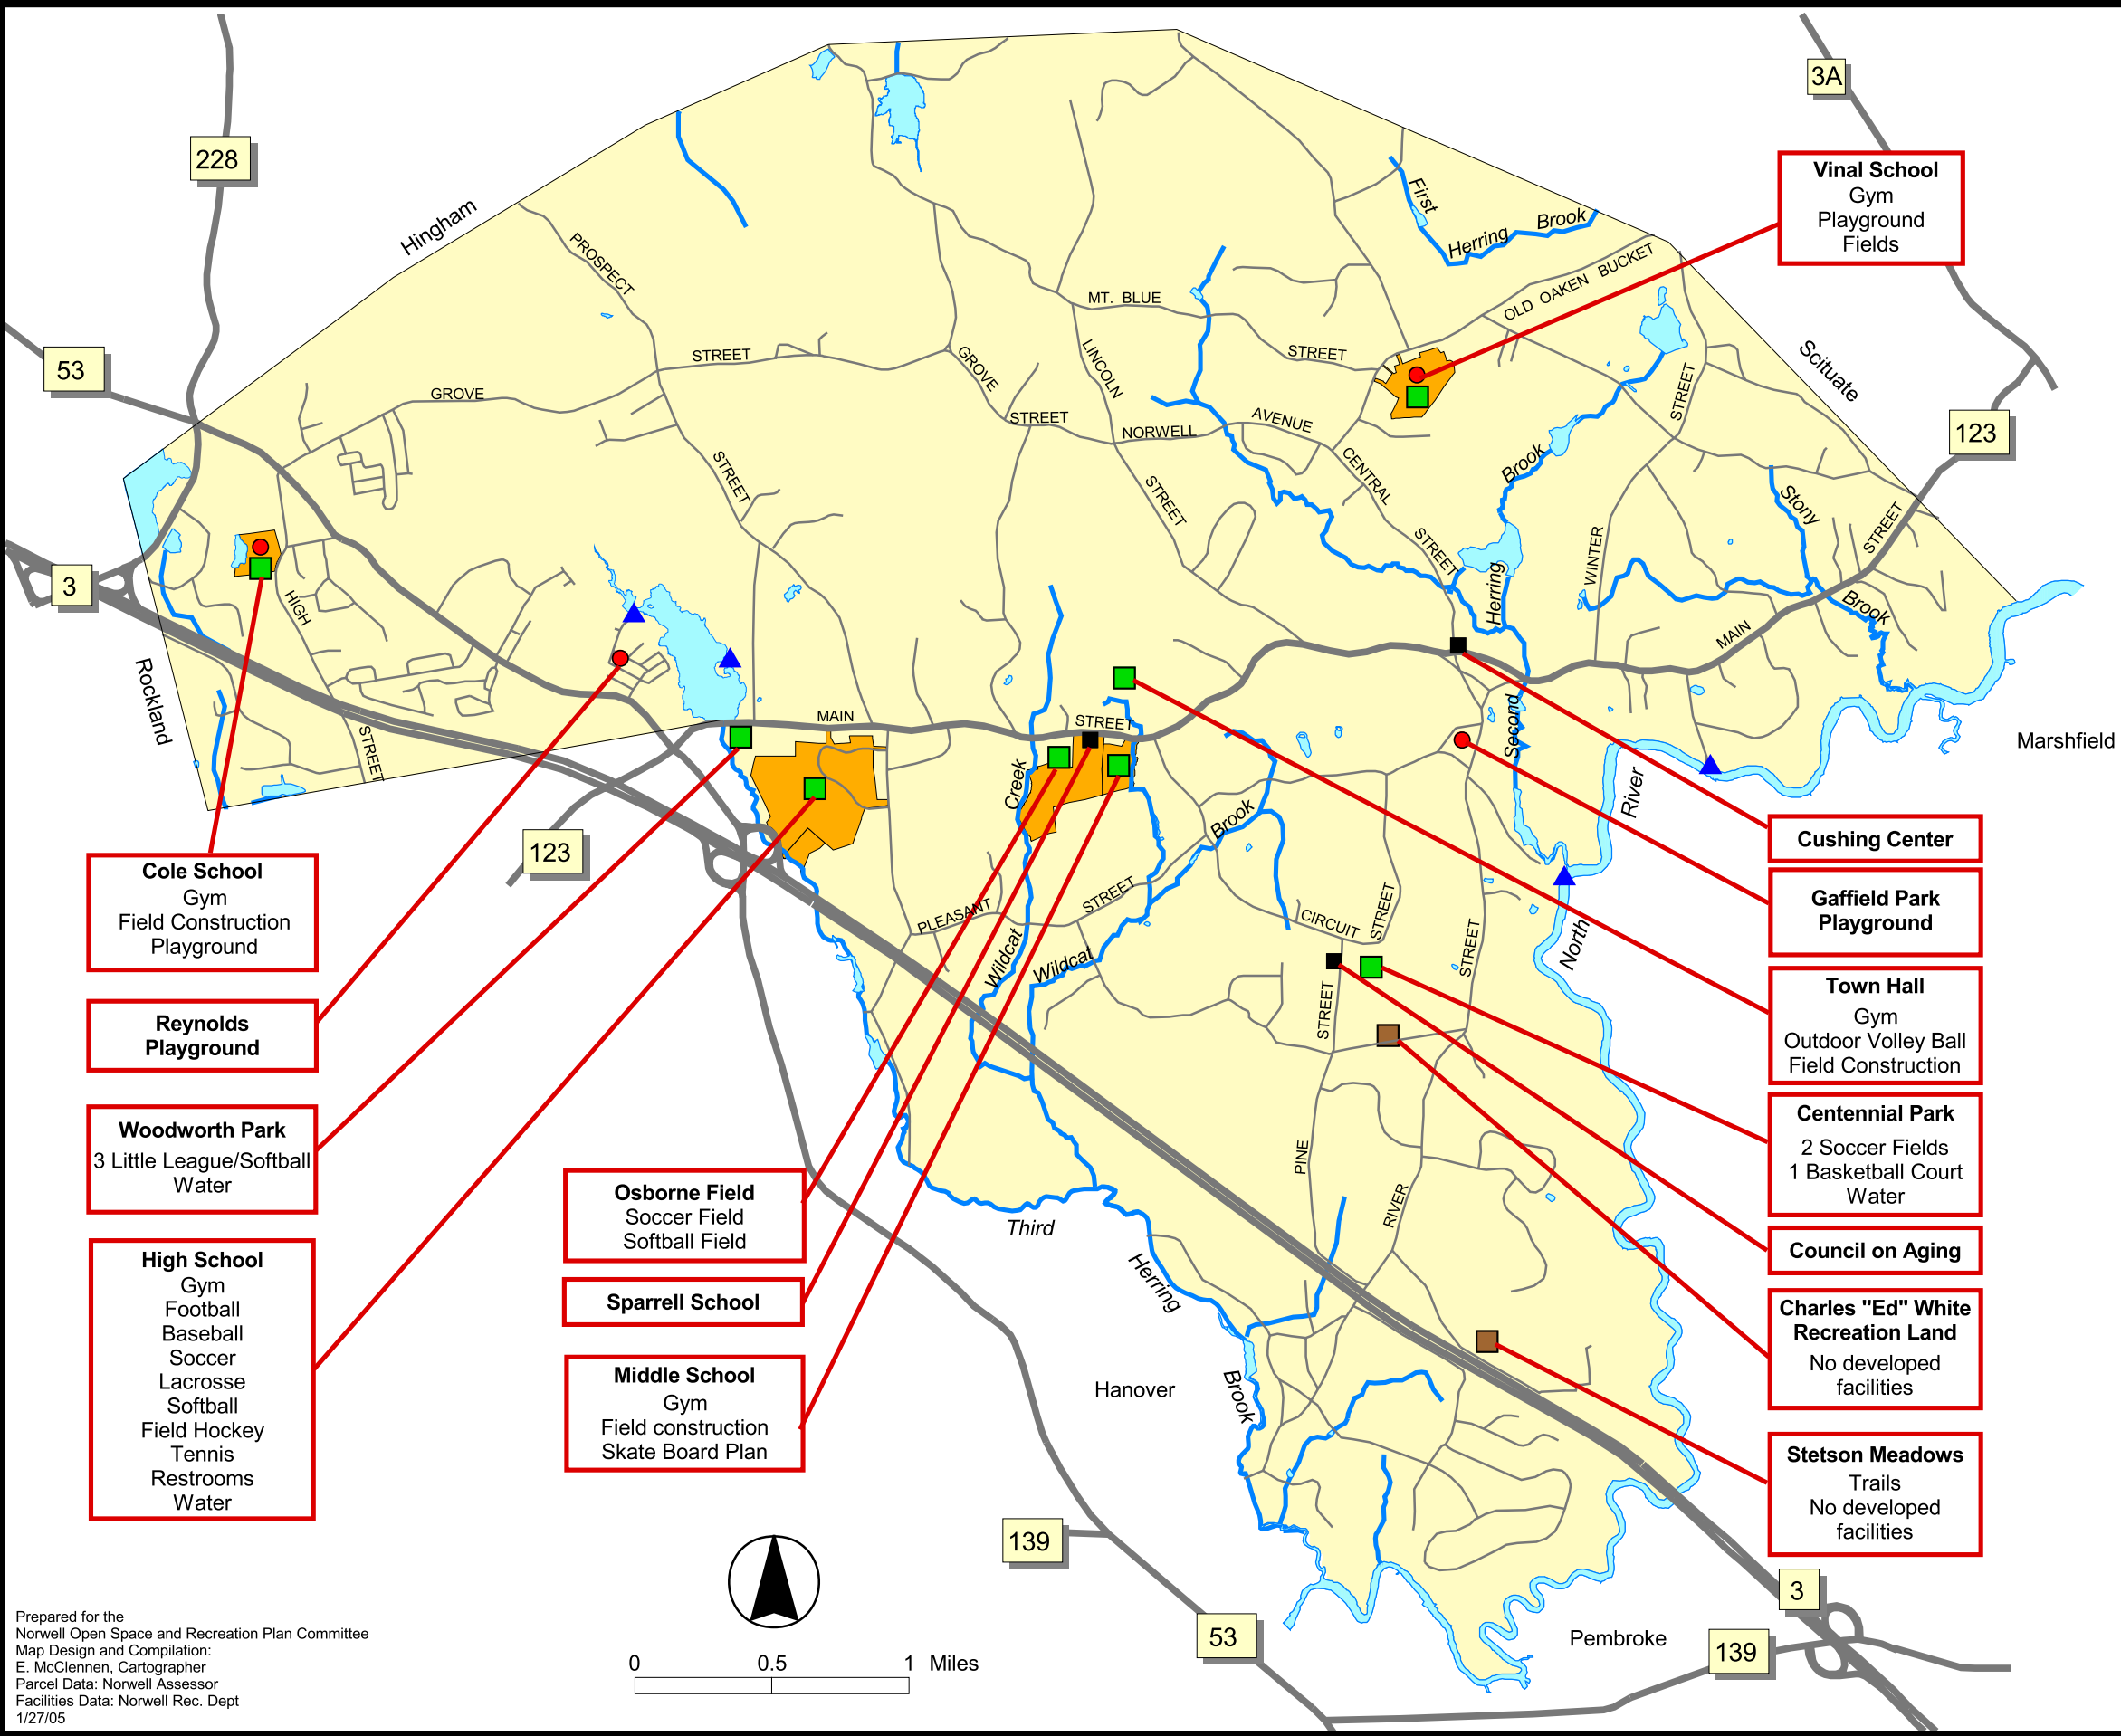 3A
228
Vinal School
Gym
Playground
Fields
First
Herring
Brook
Hingham
PROSPECT
OLD OAKEN BUCKET
MT. BLUE
STREET
53
STREET
GROVE
LINCOLN
STREET
Scituate
GROVE
STREET
NORWELL
AVENUE
123
STREET
CENTRAL
Brook
STREET
Stony
STREET
STREET
WINTER
3
HIGH
Herring
Brook
MAIN
Rockland
MAIN
STREET
STREET
Second
Marshfield
Creek
River
Brook
123
Cushing Center
Cole School
Gym
Field Construction
Playground
Gaffield Park
Playground
PLEASANT
STREET
CIRCUIT
STREET
STREET
North
Wildcat
Wildcat
Town Hall
Gym
Outdoor Volley Ball
Field Construction
STREET
Reynolds
Playground
Woodworth Park
3 Little League/Softball
Water
Centennial Park
2 Soccer Fields
1 Basketball Court
Water
PINE
RIVER
Osborne Field
Soccer Field
Softball Field
Third
Herring
Brook
Council on Aging
High School
Gym
Football
Baseball
Soccer
Lacrosse
Softball
Field Hockey
Tennis
Restrooms
Water
Sparrell School
Charles "Ed" White
Recreation Land
No developed
facilities
Middle School
Gym
Field construction
Skate Board Plan
Hanover
Stetson Meadows
Trails
No developed
facilities
139
3
53
Pembroke
139
Prepared for the
Norwell Open Space and Recreation Plan Committee
Map Design and Compilation:
E. McClennen, Cartographer
Parcel Data: Norwell Assessor
Facilities Data: Norwell Rec. Dept
1/27/05
0 0.5 1 Miles